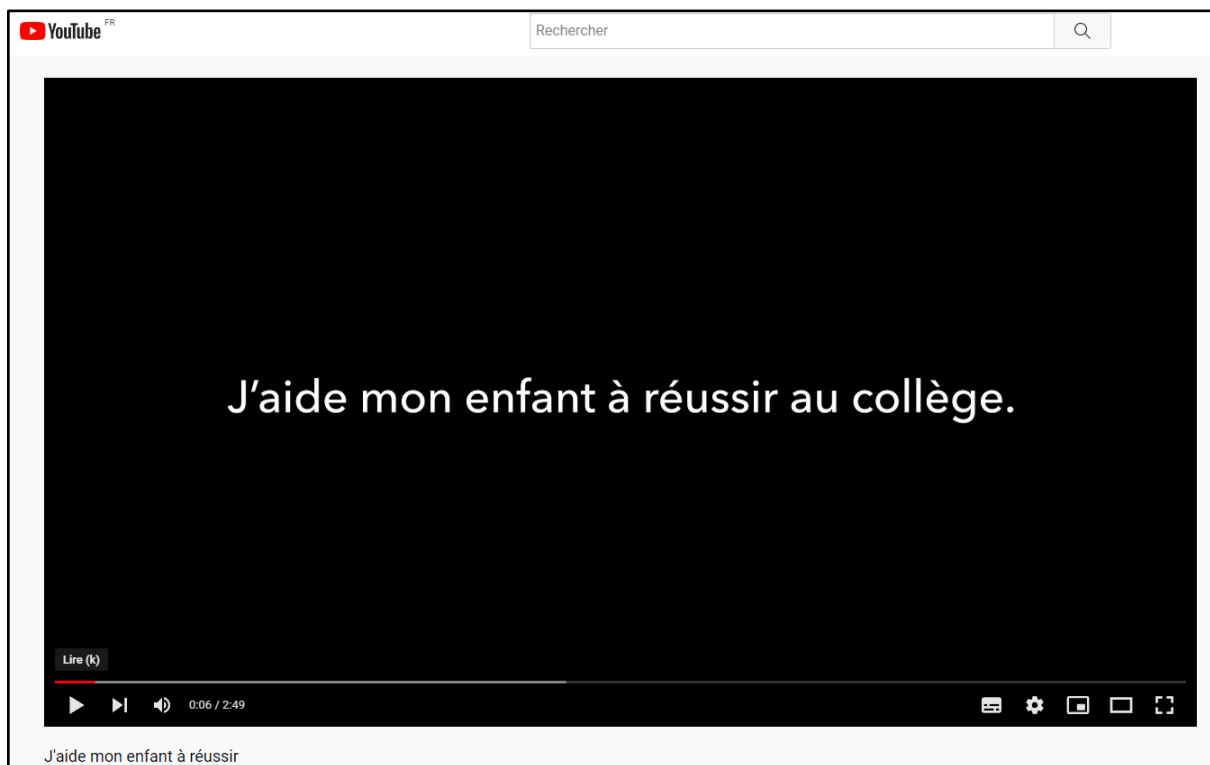 YouTube FR
Rechercher
J’aide mon enfant à réussir au collège.
Lire (k)
0:06 / 2:49
J'aide mon enfant à réussir